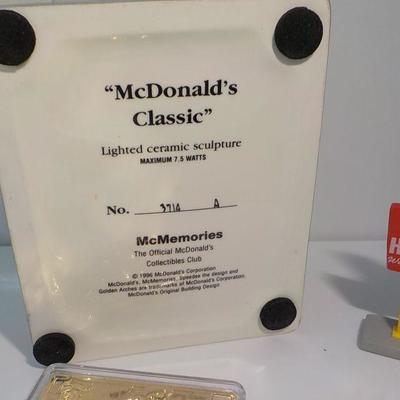 "McDonald's
Classic"
Lighted ceramic sculpture
MAXIMUM 7.5 WATTS
No. 3714 A
McMemories
The Official McDonald's
Collectibles Club
© 1996 McDonald's Corporation
McDonald's, McMemories, Speedee the design and
Golden Arches are trademarks of McDonald's Corporation.
McDonald's Original Building Design
H